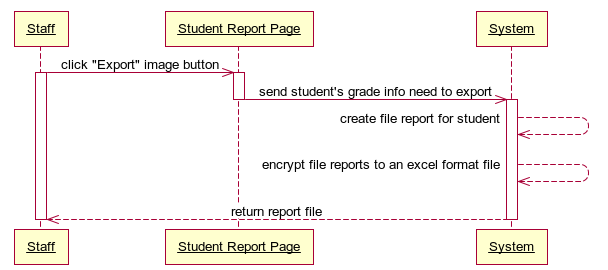 Staff Student Report Page System
click "Export" image button
send student's grade info need to export
create file report for student
encrypt file reports to an excel format file
return report file
Staff Student Report Page System